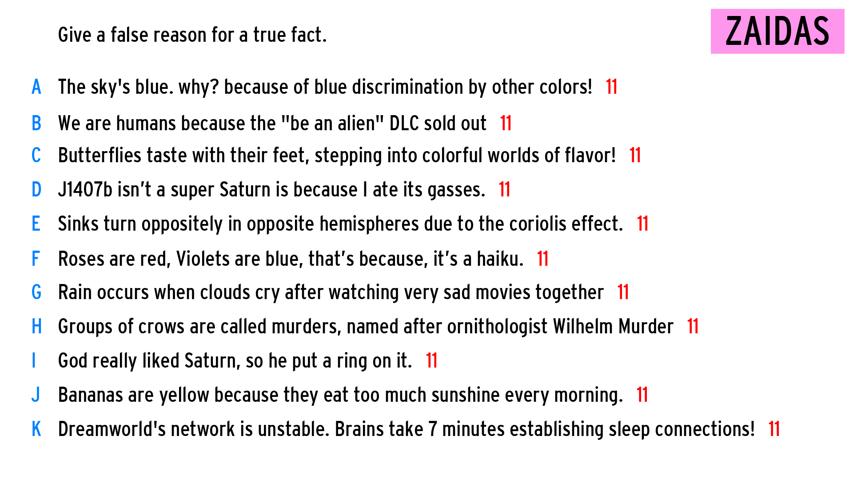 Give a false reason for a true fact.
ZAIDAS
A The sky's blue. why? because of blue discrimination by other colors! 11
B We are humans because the "be an alien" DLC sold out 11
C Butterflies taste with their feet, stepping into colorful worlds of flavor! 11
D J1407b isn't a super Saturn is because I ate its gasses. 11
E Sinks turn oppositely in opposite hemispheres due to the coriolis effect. 11
F Roses are red, Violets are blue, that's because, it's a haiku. 11
G Rain occurs when clouds cry after watching very sad movies together 11
H Groups of crows are called murders, named after ornithologist Wilhelm Murder 11
I God really liked Saturn, so he put a ring on it. 11
J Bananas are yellow because they eat too much sunshine every morning. 11
K Dreamworld's network is unstable. Brains take 7 minutes establishing sleep connections! 11